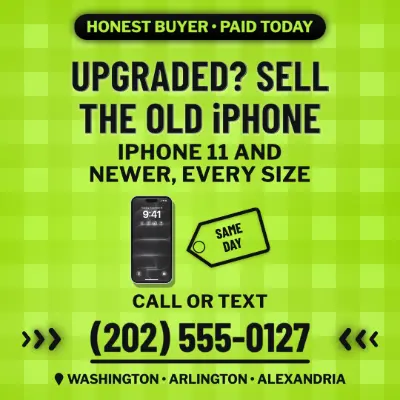 HONEST BUYER • PAID TODAY
UPGRADED? SELL
THE OLD iPHONE
IPHONE 11 AND
NEWER, EVERY SIZE
9:41
SAME
DAY
CALL OR TEXT
(202) 555-0127
WASHINGTON • ARLINGTON • ALEXANDRIA